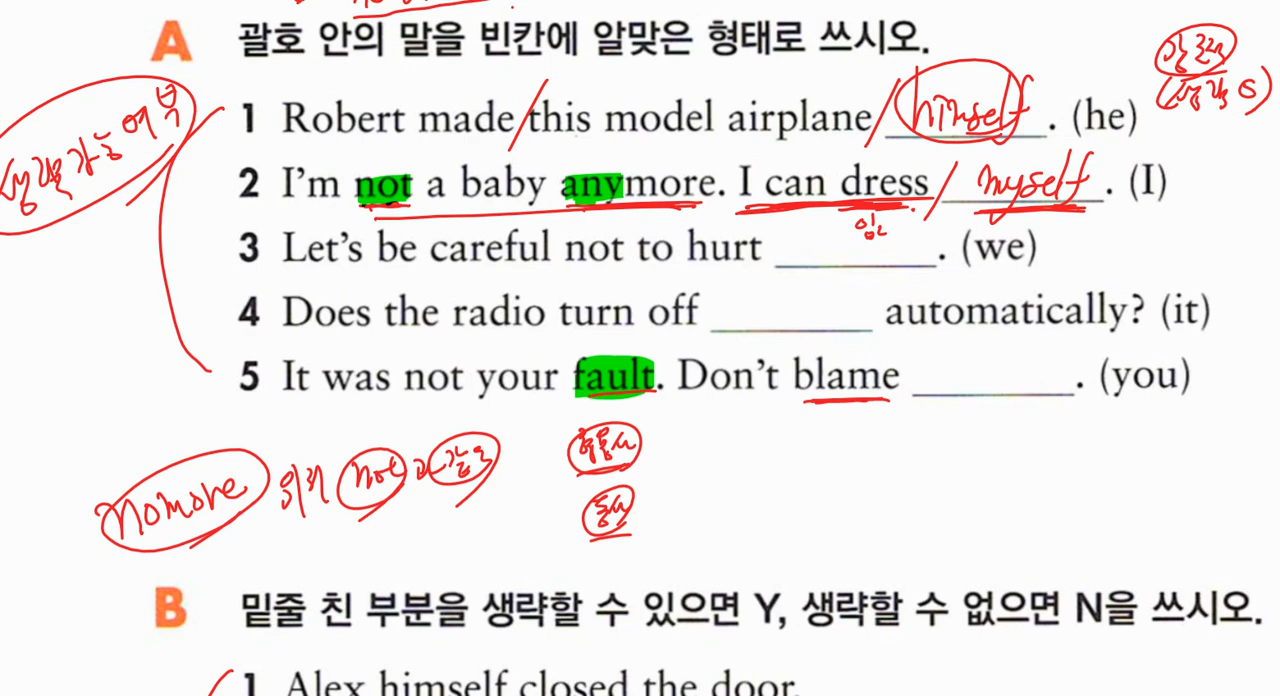 A 괄호 안의 말을 빈칸에 알맞은 형태로 쓰시오.
강조 (생략 O)
생략가능 여부
1 Robert made / this model airplane / himself. (he)
2 I'm not a baby anymore. I can dress / myself. (I)
3 Let's be careful not to hurt ________. (we)
4 Does the radio turn off ________ automatically? (it)
5 It was not your fault. Don't blame ________. (you)
nomore not
동사
B 밑줄 친 부분을 생략할 수 있으면 Y, 생략할 수 없으면 N을 쓰시오.
1 Alex himself closed the door.